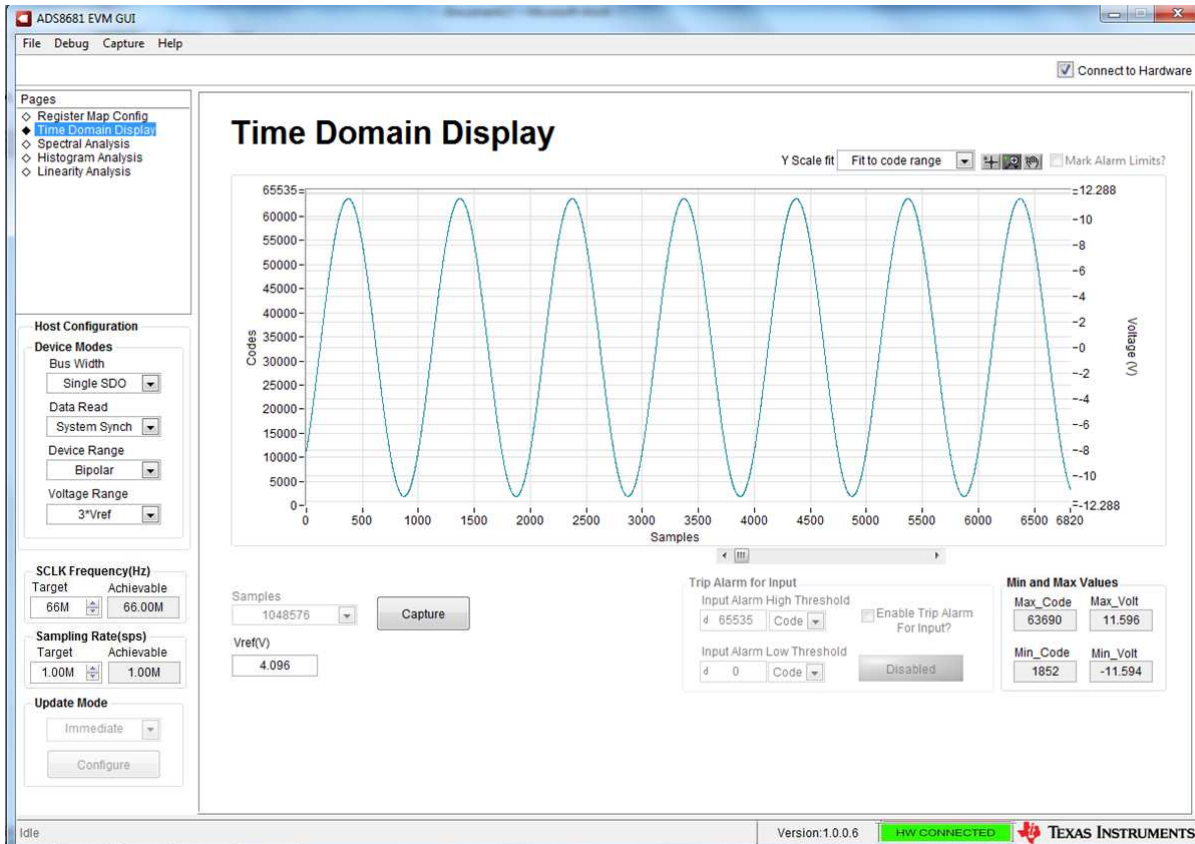 ADS8681 EVM GUI
File Debug Capture Help
Connect to Hardware
Pages
Register Map Config
Time Domain Display
Spectral Analysis
Histogram Analysis
Linearity Analysis
Host Configuration
Device Modes
Bus Width
Single SDO
Data Read
System Synch
Device Range
Bipolar
Voltage Range
3*Vref
SCLK Frequency(Hz)
Target Achievable
66M 66.00M
Sampling Rate(sps)
Target Achievable
1.00M 1.00M
Update Mode
Immediate
Configure
Time Domain Display
Y Scale fit Fit to code range Mark Alarm Limits?
65535
60000
55000
50000
45000
40000
35000
30000
25000
20000
15000
10000
5000
0
Codes
12.288
10
8
6
4
2
0
-2
-4
-6
-8
-10
-12.288
Voltage (V)
0 500 1000 1500 2000 2500 3000 3500 4000 4500 5000 5500 6000 6500 6820
Samples
Samples
1048576
Capture
Vref(V)
4.096
Trip Alarm for Input
Input Alarm High Threshold
d 65535 Code
Enable Trip Alarm
For Input?
Input Alarm Low Threshold
d 0 Code
Disabled
Min and Max Values
Max_Code Max_Volt
63690 11.596
Min_Code Min_Volt
1852 -11.594
Idle
Version:1.0.0.6
HW CONNECTED
TEXAS INSTRUMENTS